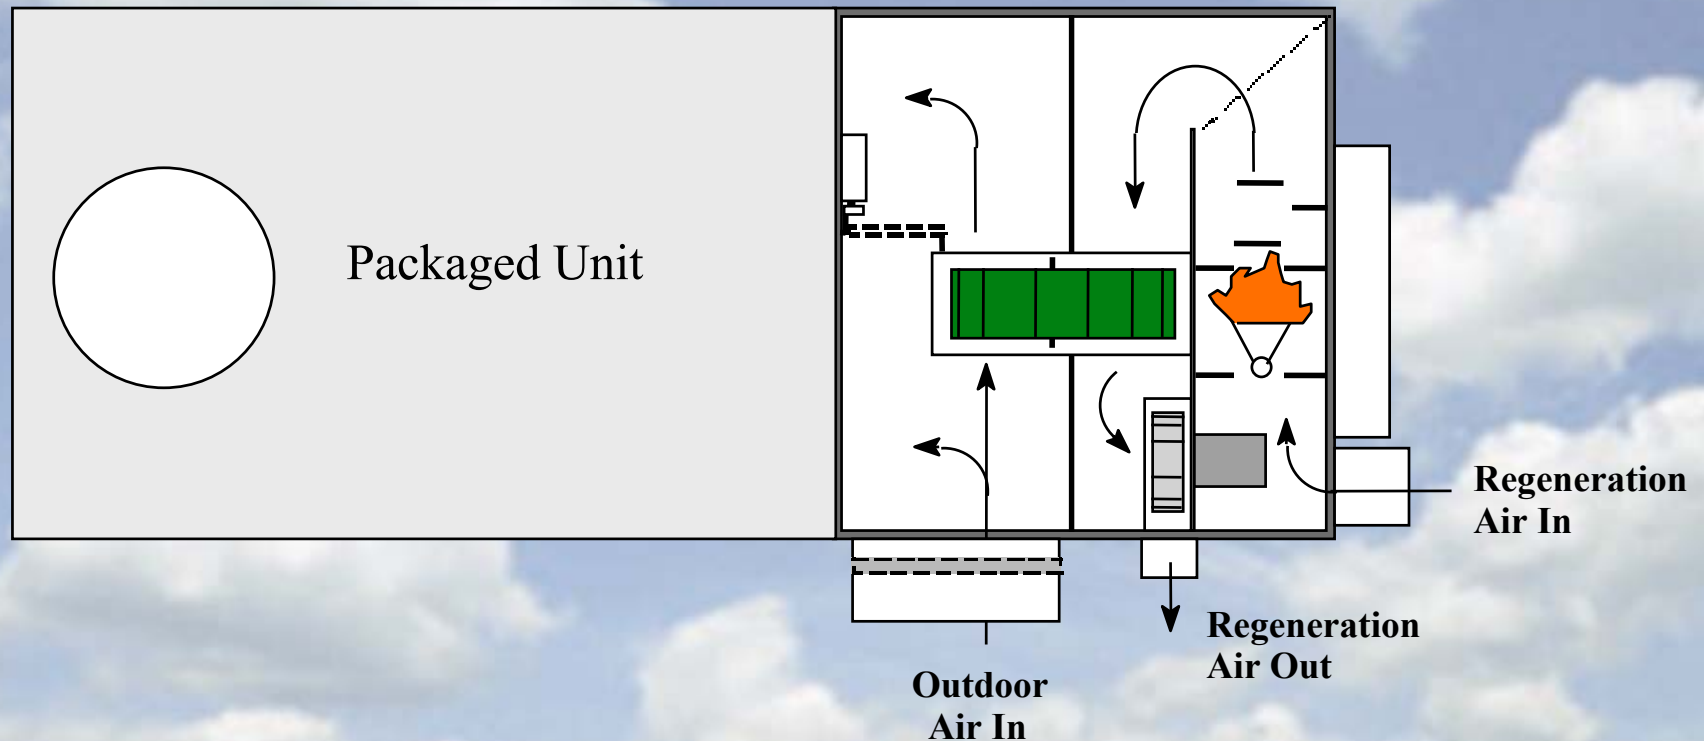 Packaged Unit
Regeneration
Air In
Regeneration
Air Out
Outdoor
Air In